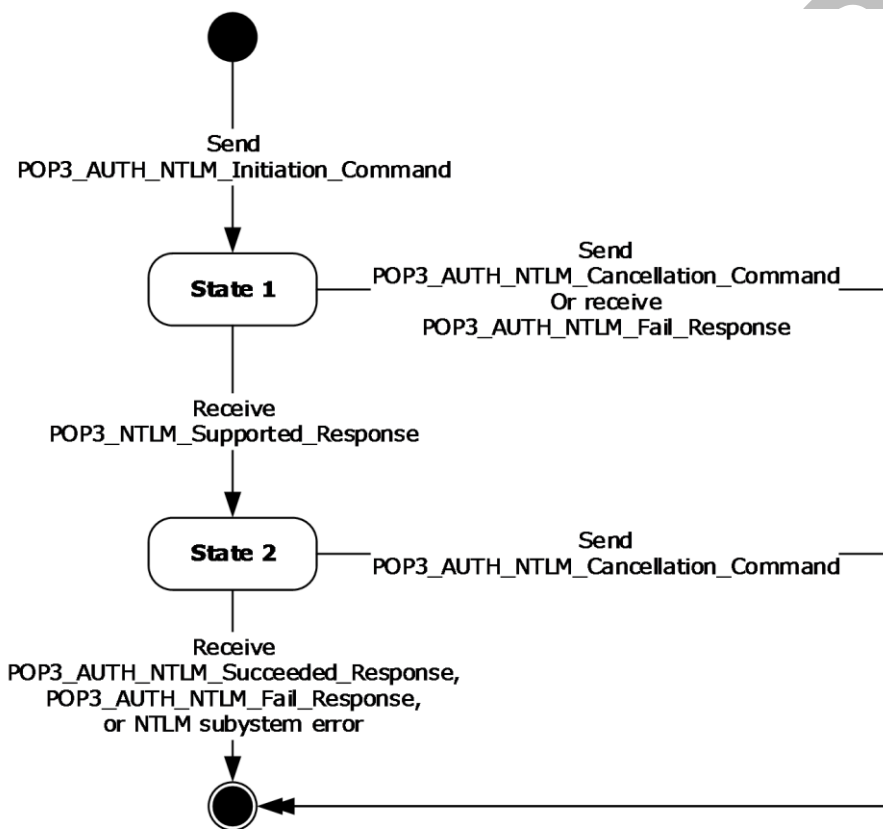 Send
POP3_AUTH_NTLM_Initiation_Command
State 1
Send
POP3_AUTH_NTLM_Cancellation_Command
Or receive
POP3_AUTH_NTLM_Fail_Response
Receive
POP3_NTLM_Supported_Response
State 2
Send
POP3_AUTH_NTLM_Cancellation_Command
Receive
POP3_AUTH_NTLM_Succeeded_Response,
POP3_AUTH_NTLM_Fail_Response,
or NTLM subystem error